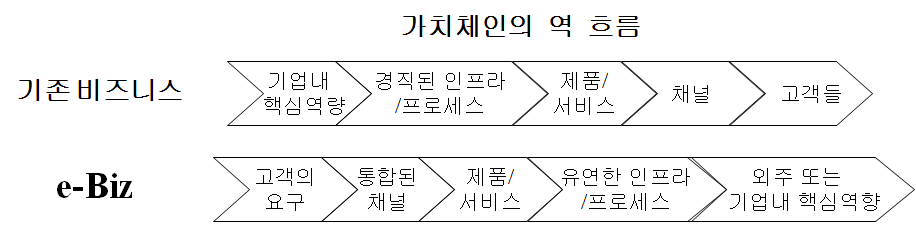 가치체인의 역 흐름
기존 비즈니스
기업내
핵심역량
경직된 인프라
/프로세스
제품/
서비스
채널
고객들
e-Biz
고객의
요구
통합된
채널
제품/
서비스
유연한 인프라
/프로세스
외주 또는
기업내 핵심역향